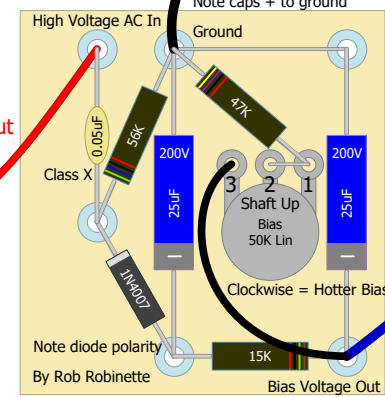 Note caps + to ground
High Voltage AC In
Ground
ut
56K
47K
0.05uF
200V
25uF
200V
25uF
3 2 1
Class X
Shaft Up
Bias
50K Lin
1N4007
Clockwise = Hotter Bias
Note diode polarity
15K
By Rob Robinette
Bias Voltage Out